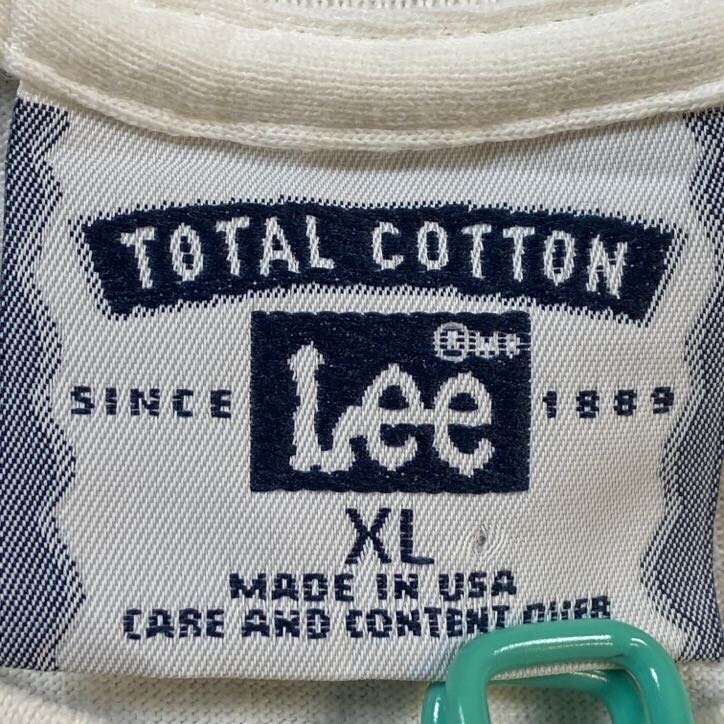 TOTAL COTTON
SINCE Lee 1889
XL
MADE IN USA
CARE AND CONTENT OVER